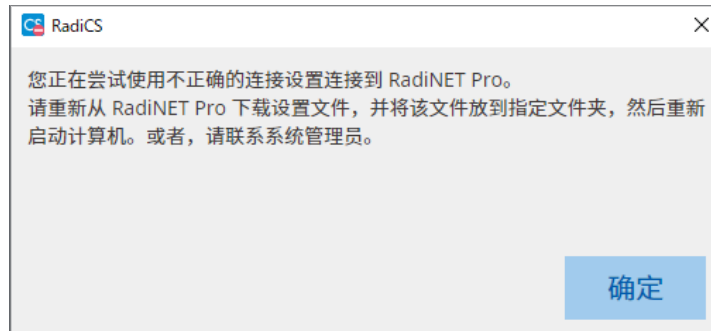 RadiCS
您正在尝试使用不正确的连接设置连接到 RadiNET Pro。
请重新从 RadiNET Pro 下载设置文件，并将该文件放到指定文件夹，然后重新
启动计算机。或者，请联系系统管理员。
确定